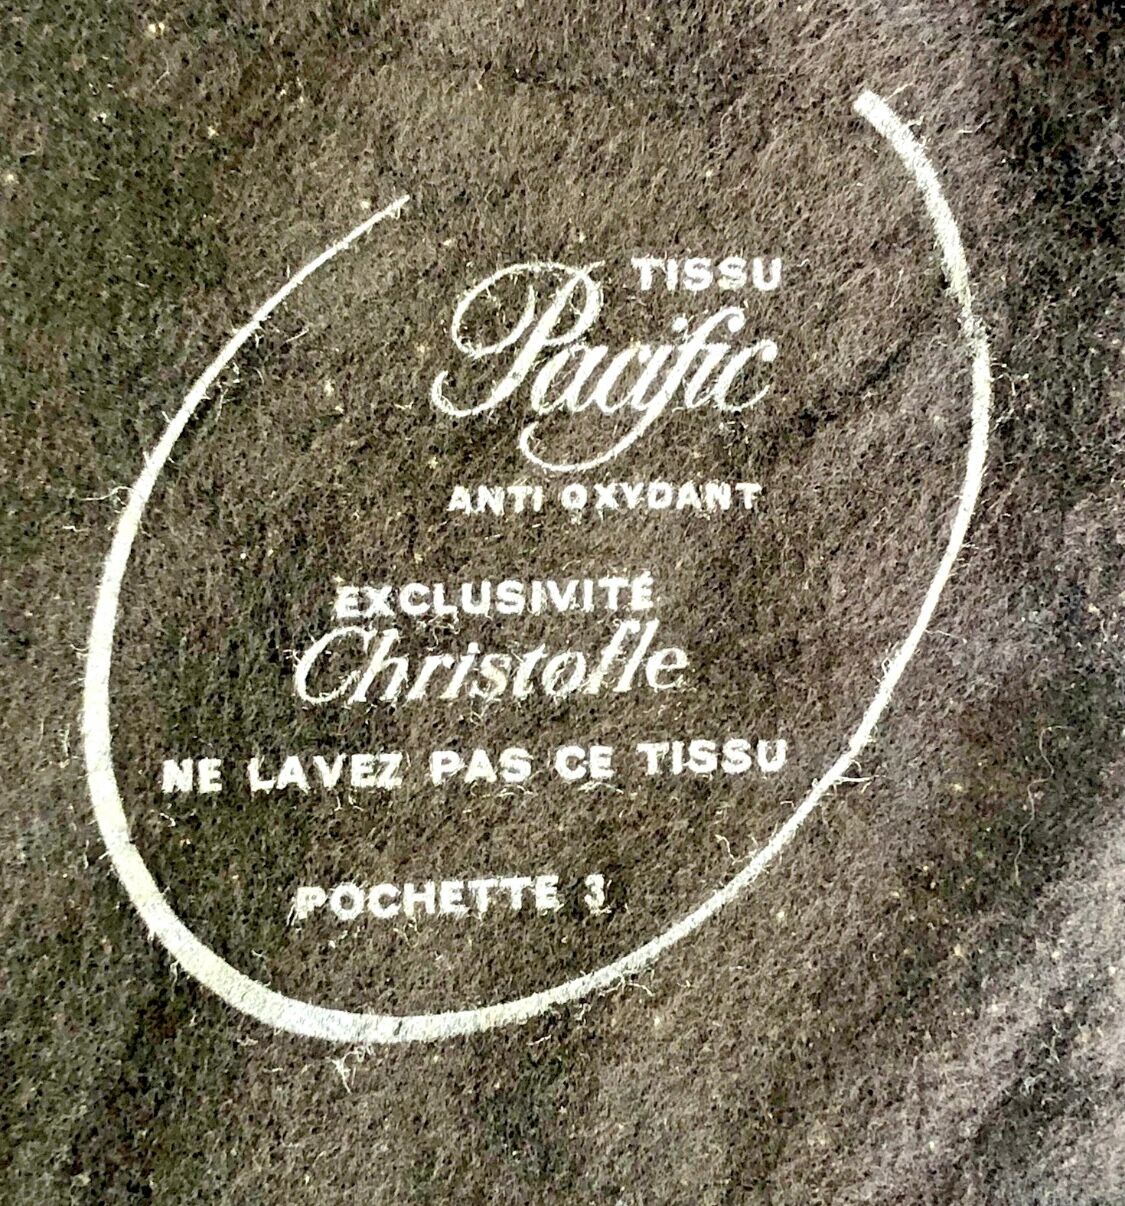 TISSU
Pacific
ANTI OXYDANT
EXCLUSIVITÉ
Christofle
NE LAVEZ PAS CE TISSU
POCHETTE 3